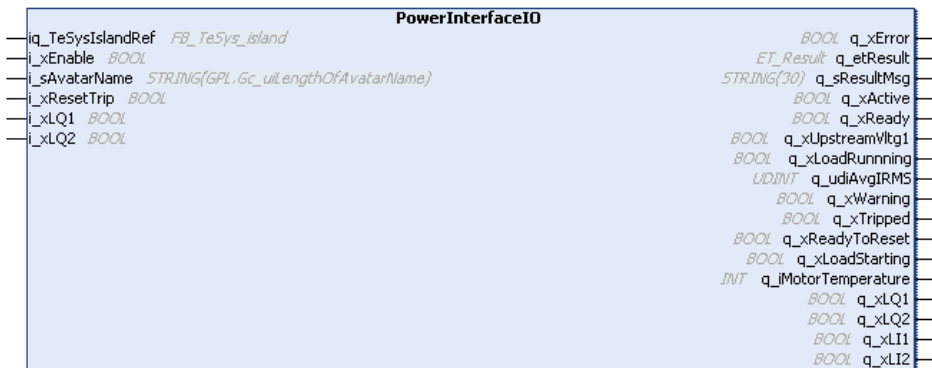 PowerInterfaceIO
iq_TeSysIslandRef FB_TeSys_island
i_xEnable BOOL
i_sAvatarName STRING(GPL.Gc_uiLengthOfAvatarName)
i_xResetTrip BOOL
i_xLQ1 BOOL
i_xLQ2 BOOL
BOOL q_xError
ET_Result q_etResult
STRING(30) q_sResultMsg
BOOL q_xActive
BOOL q_xReady
BOOL q_xUpstreamVltg1
BOOL q_xLoadRunnning
UDINT q_udiAvgIRMS
BOOL q_xWarning
BOOL q_xTripped
BOOL q_xReadyToReset
BOOL q_xLoadStarting
INT q_iMotorTemperature
BOOL q_xLQ1
BOOL q_xLQ2
BOOL q_xLI1
BOOL q_xLI2